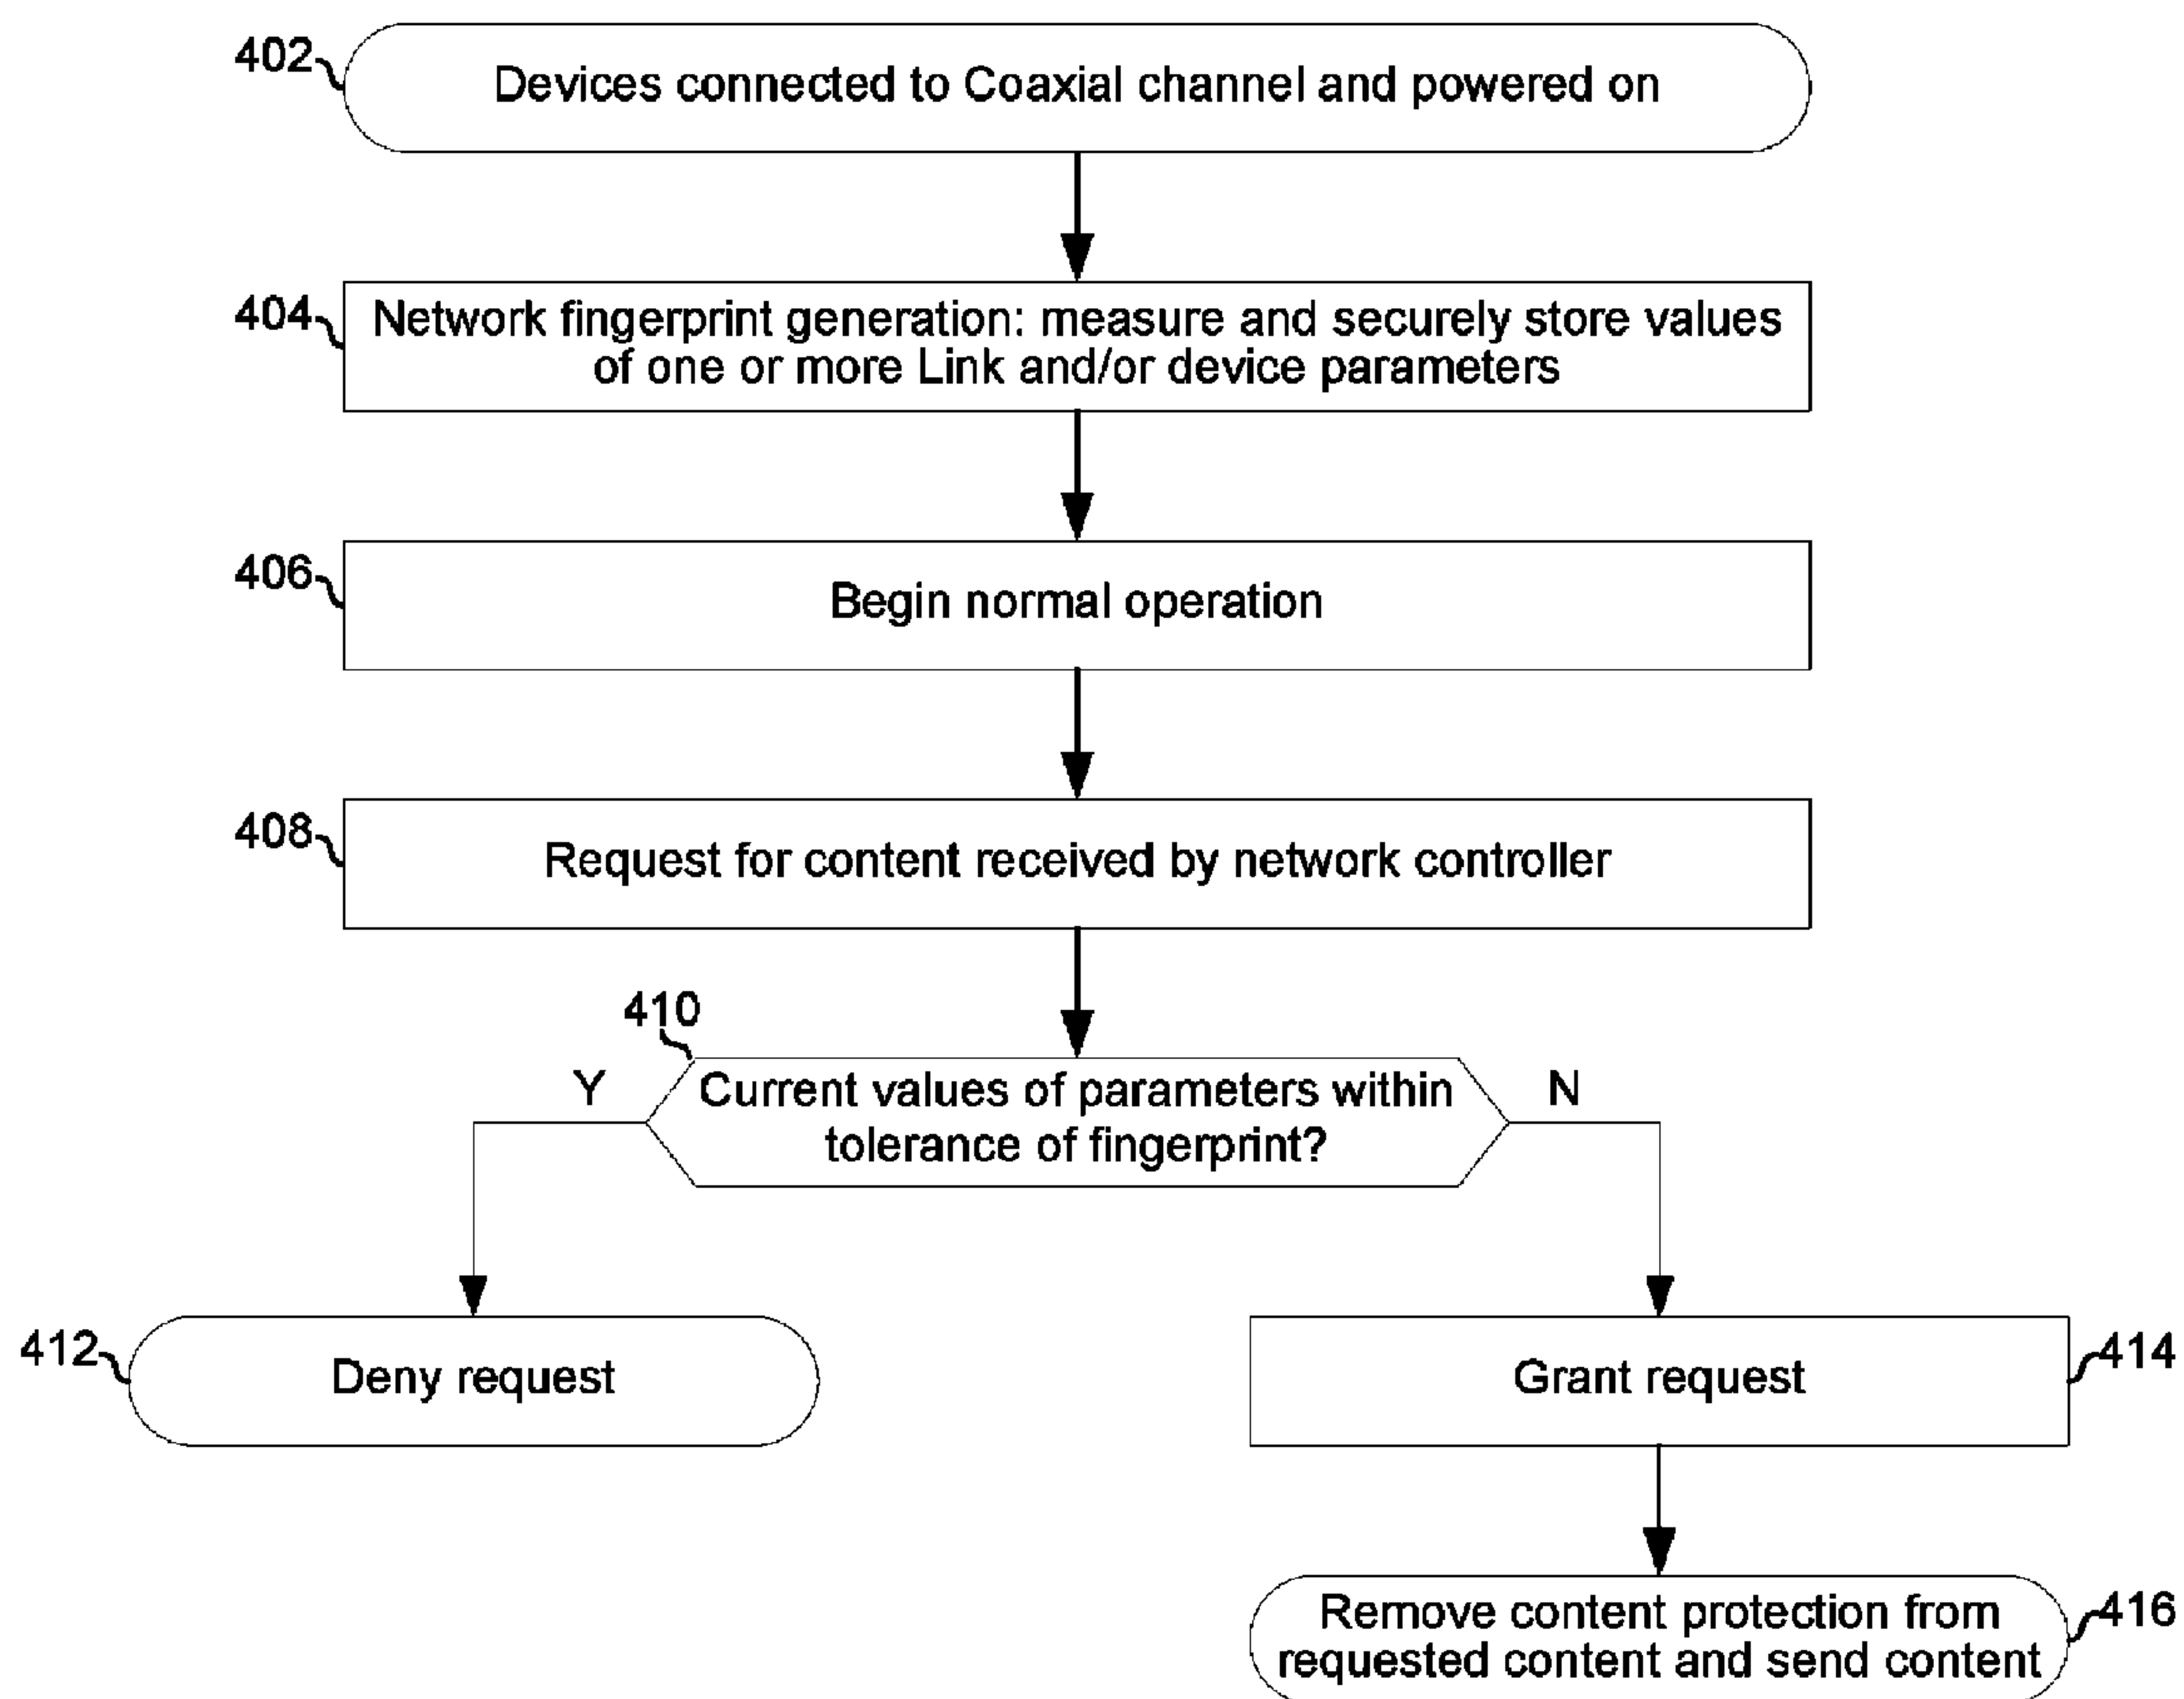 402
Devices connected to Coaxial channel and powered on
404
Network fingerprint generation: measure and securely store values
of one or more Link and/or device parameters
406
Begin normal operation
408
Request for content received by network controller
410
Y
Current values of parameters within
tolerance of fingerprint?
N
412
Deny request
Grant request
414
Remove content protection from
requested content and send content
416